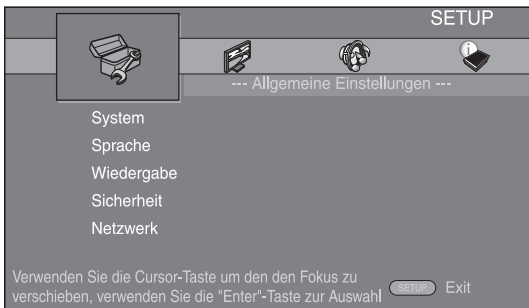 SETUP
--- Allgemeine Einstellungen ---
System
Sprache
Wiedergabe
Sicherheit
Netzwerk
Verwenden Sie die Cursor-Taste um den den Fokus zu
verschieben, verwenden Sie die "Enter"-Taste zur Auswahl
SETUP Exit